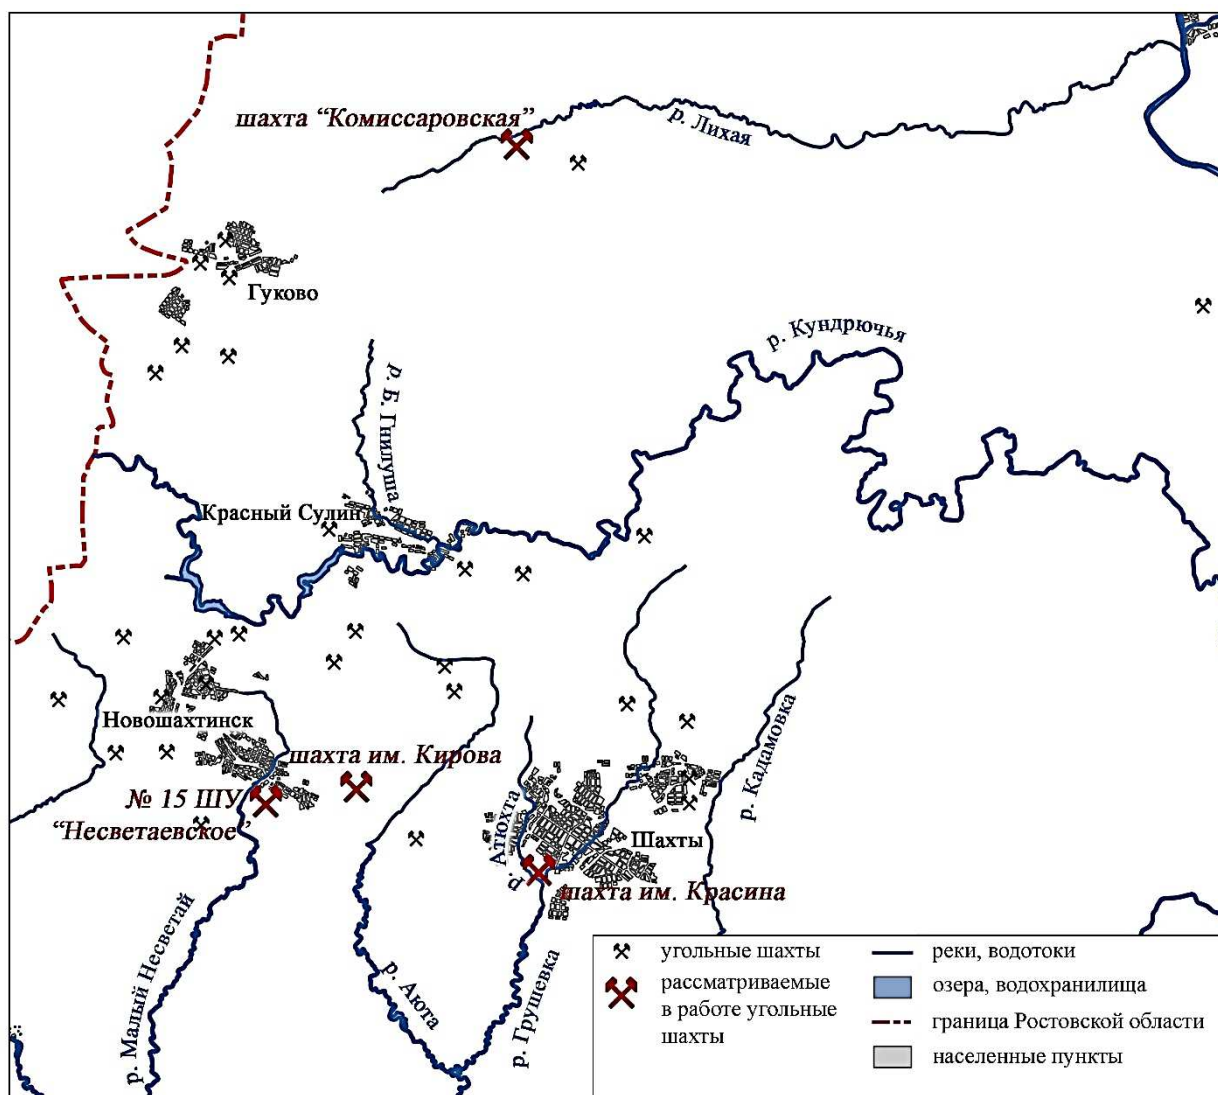 шахта “Комиссаровская”
р. Лихая
Гуково
р. Кундрючья
р. Б. Гнилуша
Красный Сулин
Новошахтинск
шахта им. Кирова
№ 15 ШУ
“Несветаевское”
р. Кадамовка
р. Атюхта
Шахты
шахта им. Красина
р. Малый Несветай
р. Аюта
р. Грушевка
угольные шахты
рассматриваемые
в работе угольные
шахты
реки, водотоки
озера, водохранилища
граница Ростовской области
населенные пункты